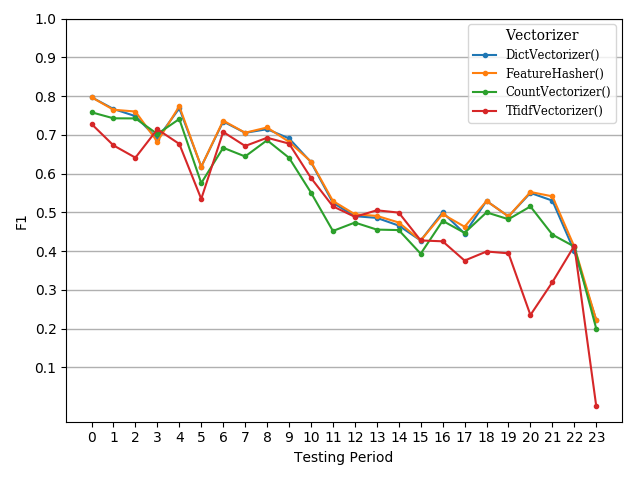 Vectorizer
DictVectorizer()
FeatureHasher()
CountVectorizer()
TfidfVectorizer()
1.0
0.9
0.8
0.7
0.6
0.5
0.4
0.3
0.2
0.1
F1
0 1 2 3 4 5 6 7 8 9 10 11 12 13 14 15 16 17 18 19 20 21 22 23
Testing Period